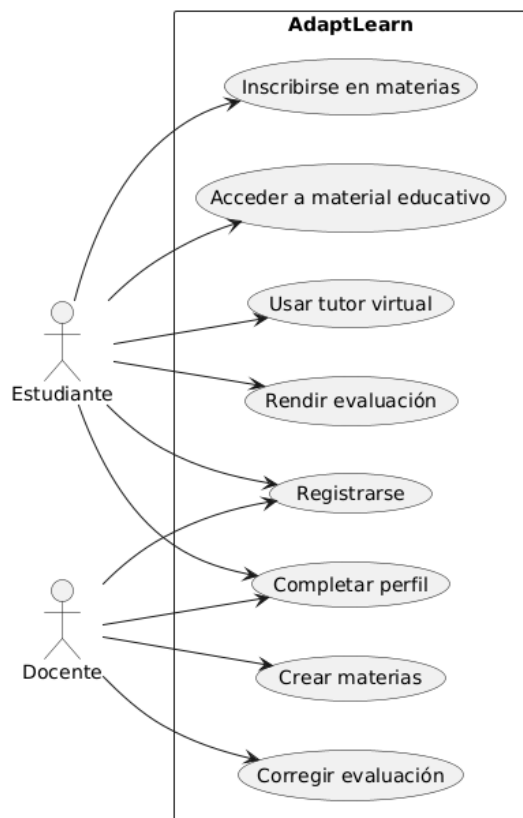 AdaptLearn
Inscribirse en materias
Acceder a material educativo
Usar tutor virtual
Rendir evaluación
Estudiante
Registrarse
Completar perfil
Docente
Crear materias
Corregir evaluación